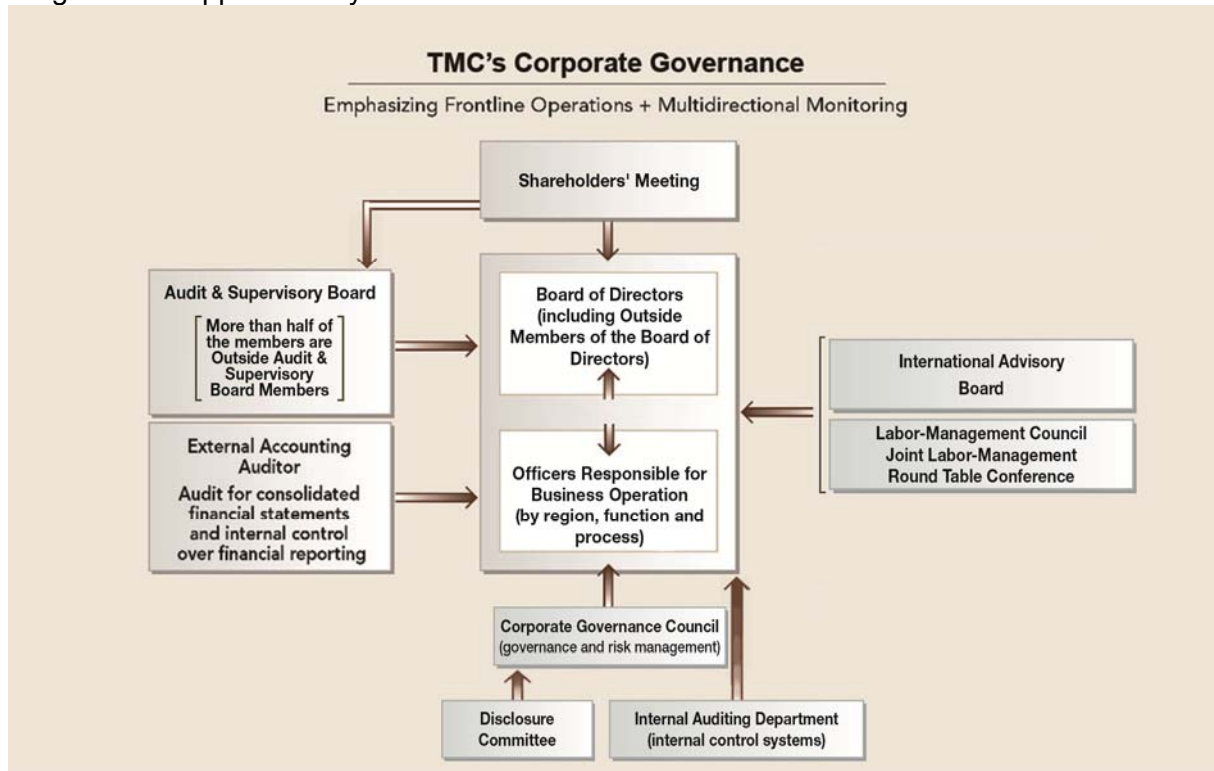 TMC's Corporate Governance
Emphasizing Frontline Operations + Multidirectional Monitoring
Shareholders' Meeting
Audit & Supervisory Board
More than half of
the members are
Outside Audit &
Supervisory
Board Members
Board of Directors
(including Outside
Members of the Board of
Directors)
International Advisory
Board
Labor-Management Council
Joint Labor-Management
Round Table Conference
External Accounting
Auditor
Audit for consolidated
financial statements
and internal control
over financial reporting
Officers Responsible for
Business Operation
(by region, function and
process)
Corporate Governance Council
(governance and risk management)
Disclosure
Committee
Internal Auditing Department
(internal control systems)